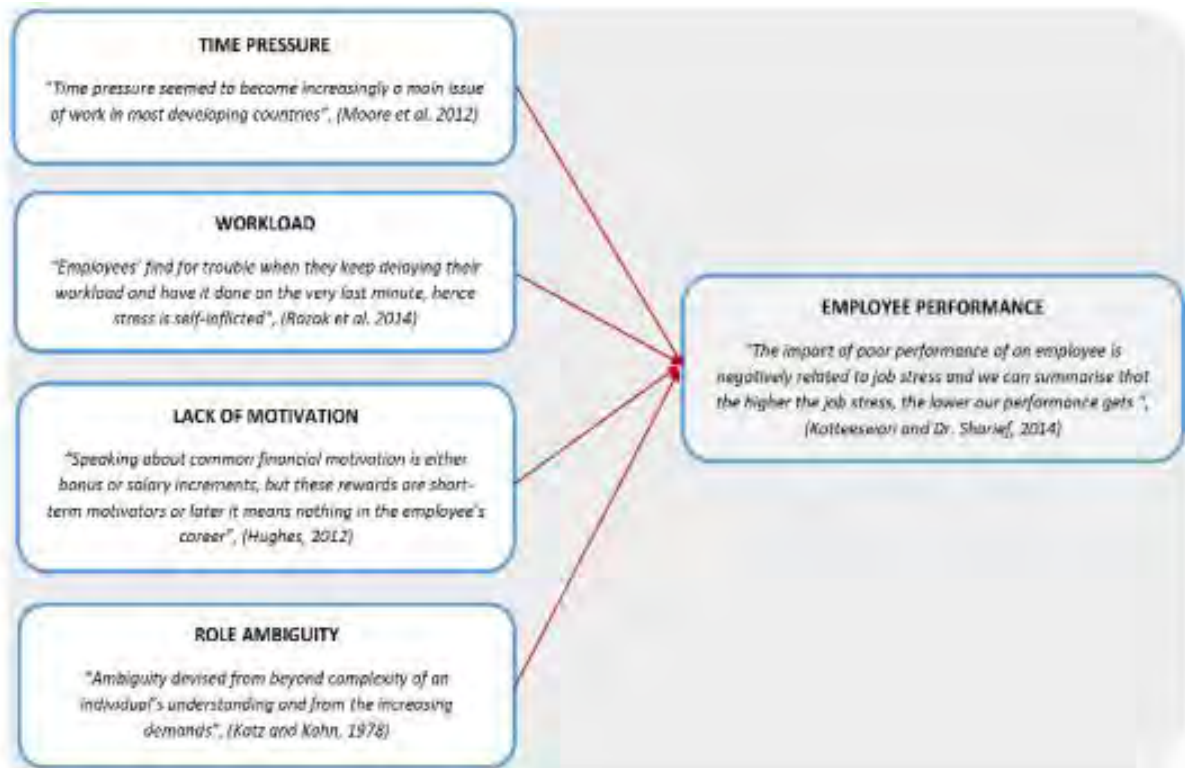 TIME PRESSURE
"Time pressure seemed to become increasingly a main issue
of work in most developing countries", (Moore et al. 2012)
WORKLOAD
"Employees' find for trouble when they keep delaying their
workload and have it done on the very last minute, hence
stress is self-inflicted", (Razak et al. 2014)
LACK OF MOTIVATION
"Speaking about common financial motivation is either
bonus or salary increments, but these rewards are short-
term motivators or later it means nothing in the employee's
career", (Hughes, 2012)
ROLE AMBIGUITY
"Ambiguity devised from beyond complexity of an
individual's understanding and from the increasing
demands", (Katz and Kahn, 1978)
EMPLOYEE PERFORMANCE
"The impact of poor performance of an employee is
negatively related to job stress and we can summarise that
the higher the job stress, the lower our performance gets ",
(Kotteeswari and Dr. Sharief, 2014)